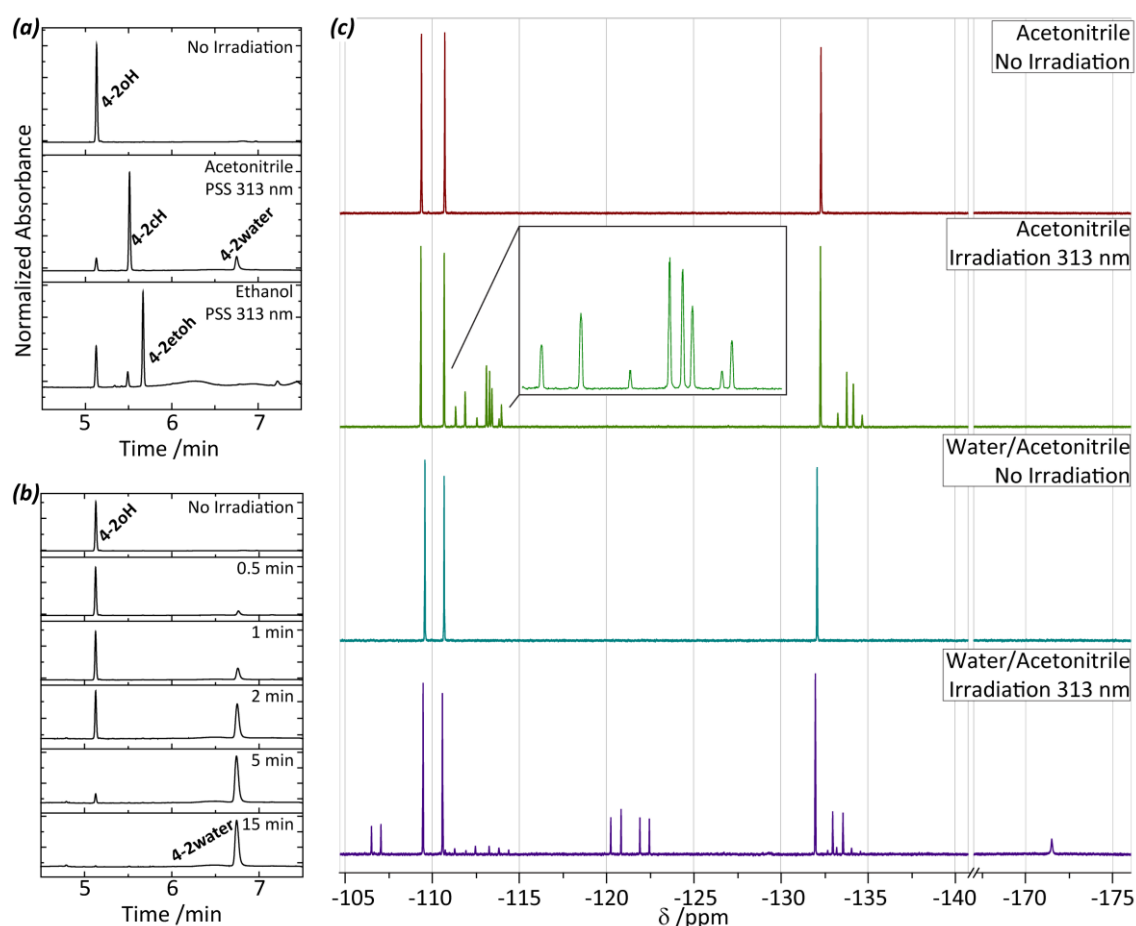 (a)
No Irradiation
4-2oH
Acetonitrile
PSS 313 nm
4-2cH
4-2water
Ethanol
PSS 313 nm
4-2etoh
Normalized Absorbance
5 6 7
Time /min
(b)
No Irradiation
4-2oH
0.5 min
1 min
2 min
5 min
15 min
4-2water
5 6 7
Time /min
(c)
Acetonitrile
No Irradiation
Acetonitrile
Irradiation 313 nm
Water/Acetonitrile
No Irradiation
Water/Acetonitrile
Irradiation 313 nm
-105 -110 -115 -120 -125 -130 -135 -140 -170 -175
δ /ppm